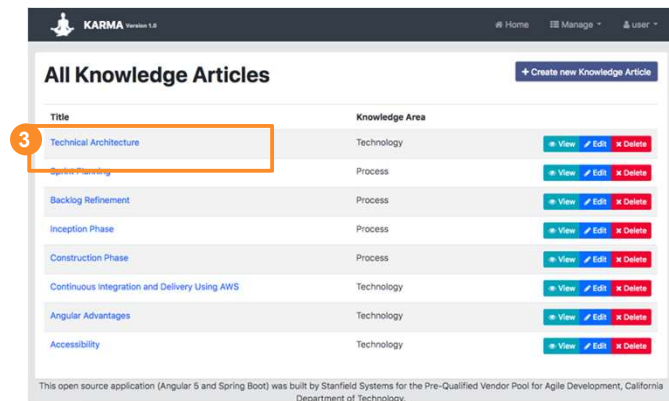 KARMA Version 1.0 Home Manage user
All Knowledge Articles + Create new Knowledge Article
Title Knowledge Area
3
Technical Architecture Technology View Edit x Delete
Sprint Planning Process View Edit x Delete
Backlog Refinement Process View Edit x Delete
Inception Phase Process View Edit x Delete
Construction Phase Process View Edit x Delete
Continuous Integration and Delivery Using AWS Technology View Edit x Delete
Angular Advantages Technology View Edit x Delete
Accessibility Technology View Edit x Delete
This open source application (Angular 5 and Spring Boot) was built by Stanfield Systems for the Pre-Qualified Vendor Pool for Agile Development, California
Department of Technology.